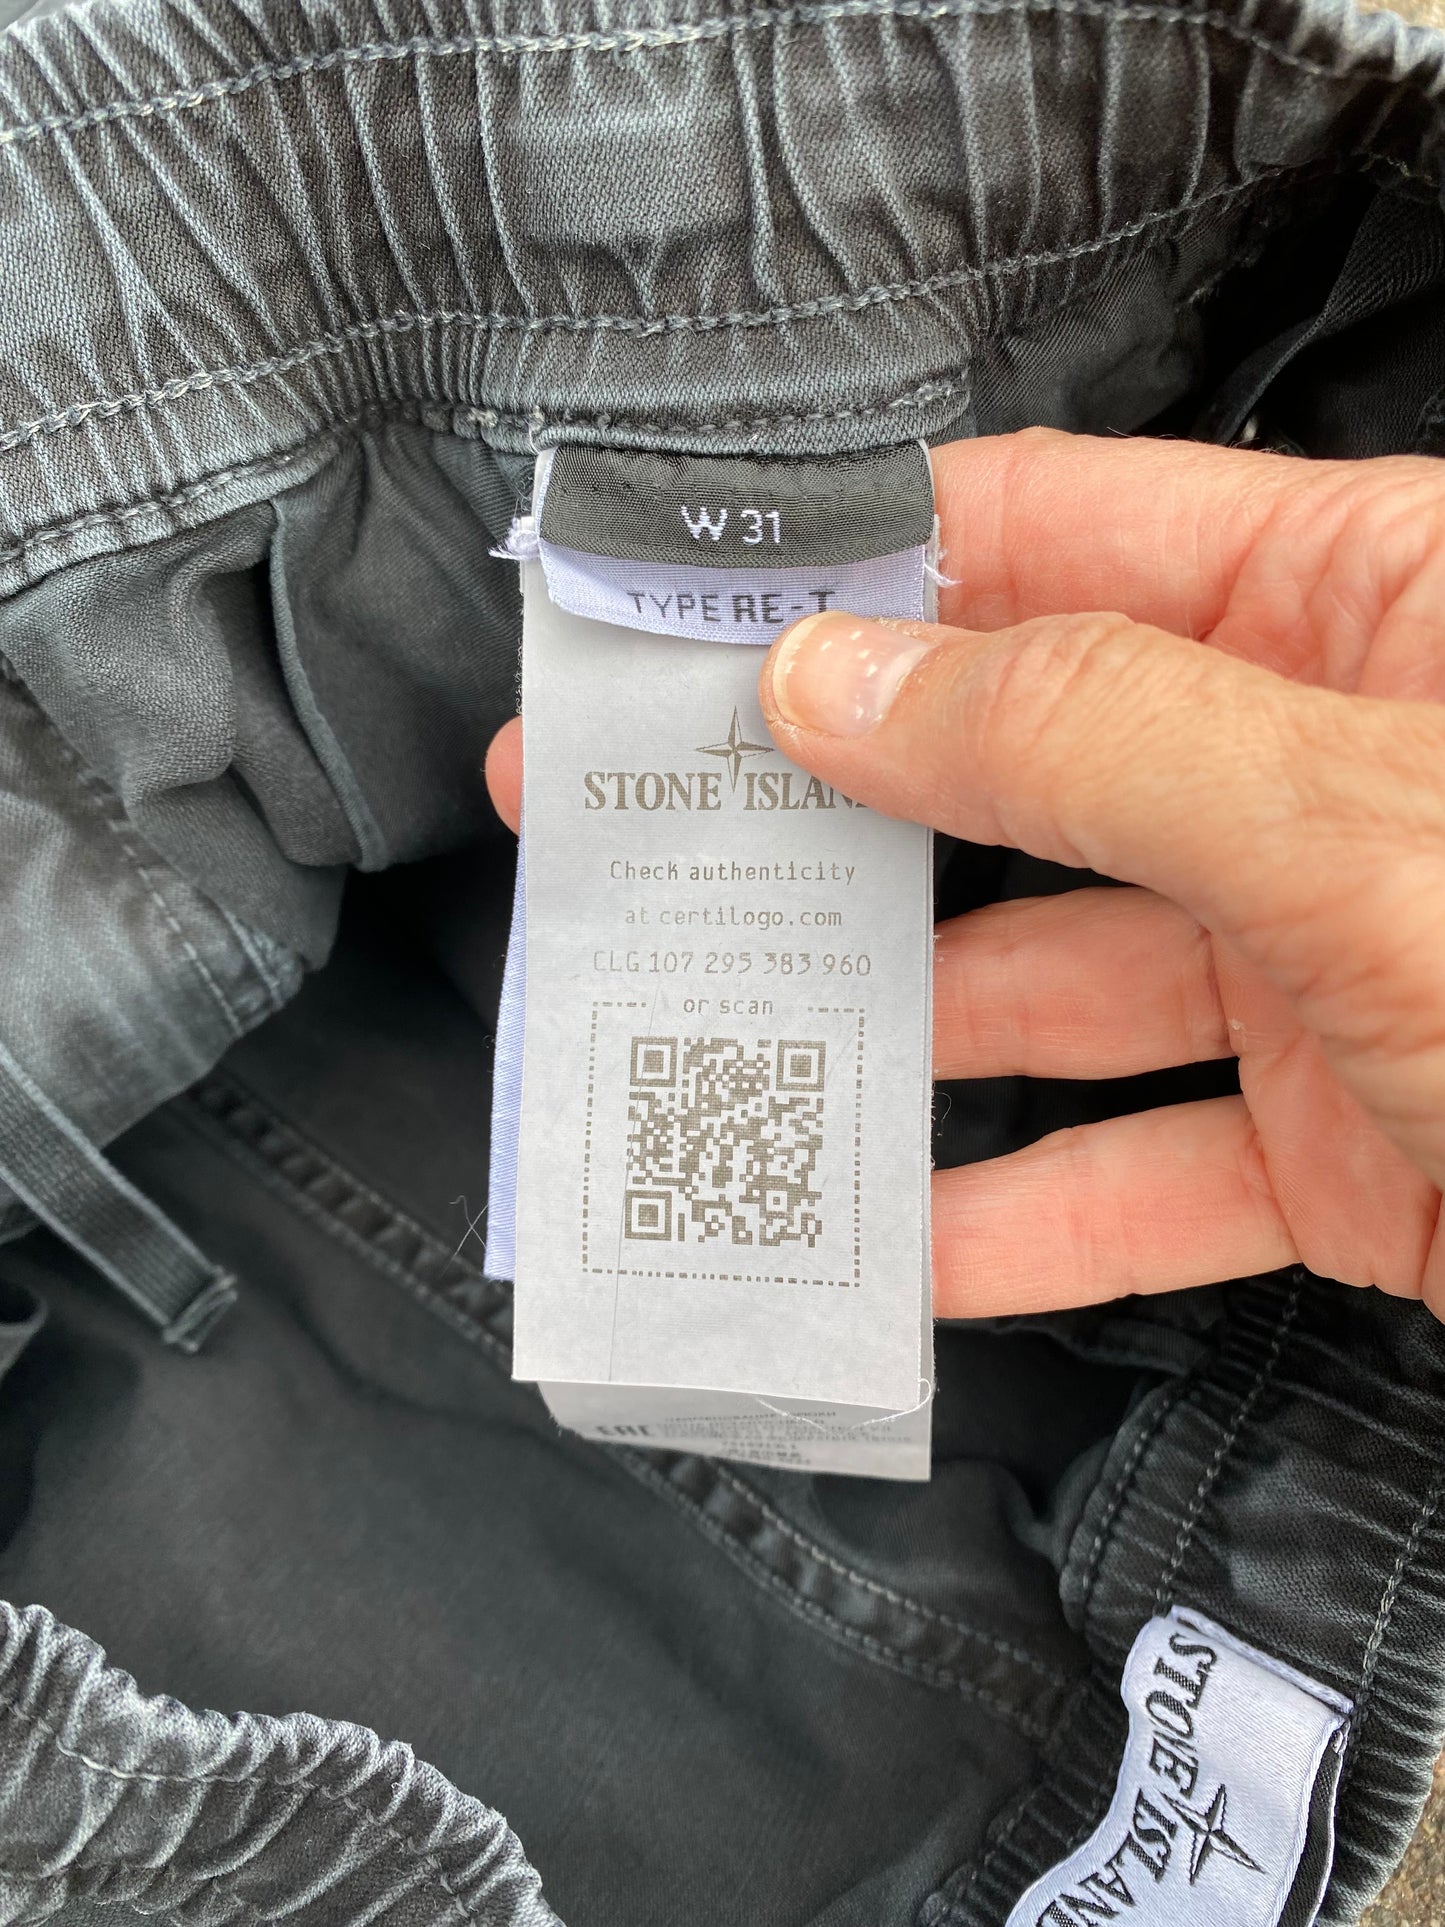 W 31
TYPE RE-T
STONE ISLAN
Check authenticity
at certilogo.com
CLG 107 295 383 960
or scan
EAC
STONE ISLAND